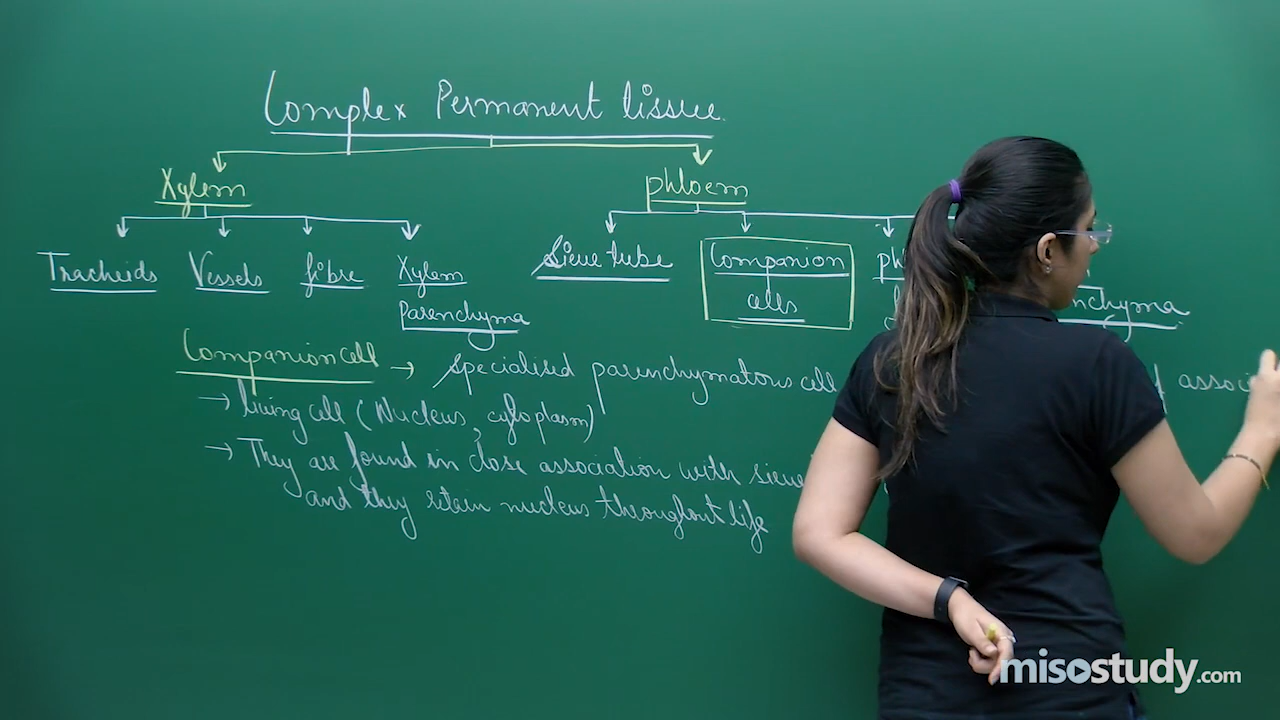 Complex Permanent tissue.
Xylem phloem
Tracheids Vessels fibre Xylem Parenchyma
Sieve tube Companion cells
Companion cell → Specialised parenchymatous cell
→ living cell (Nucleus, cytoplasm)
→ They are found in close association with sieve
and they retain nucleus throughout life
misostudy.com